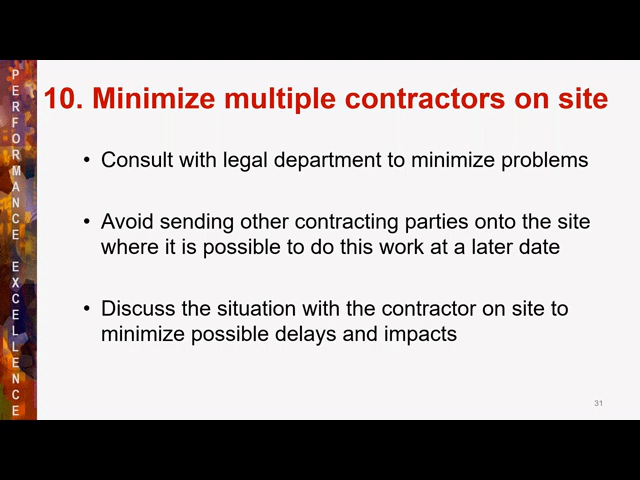 PERFORMANCE EXCELLENCE
10. Minimize multiple contractors on site
• Consult with legal department to minimize problems
• Avoid sending other contracting parties onto the site
where it is possible to do this work at a later date
• Discuss the situation with the contractor on site to
minimize possible delays and impacts
31